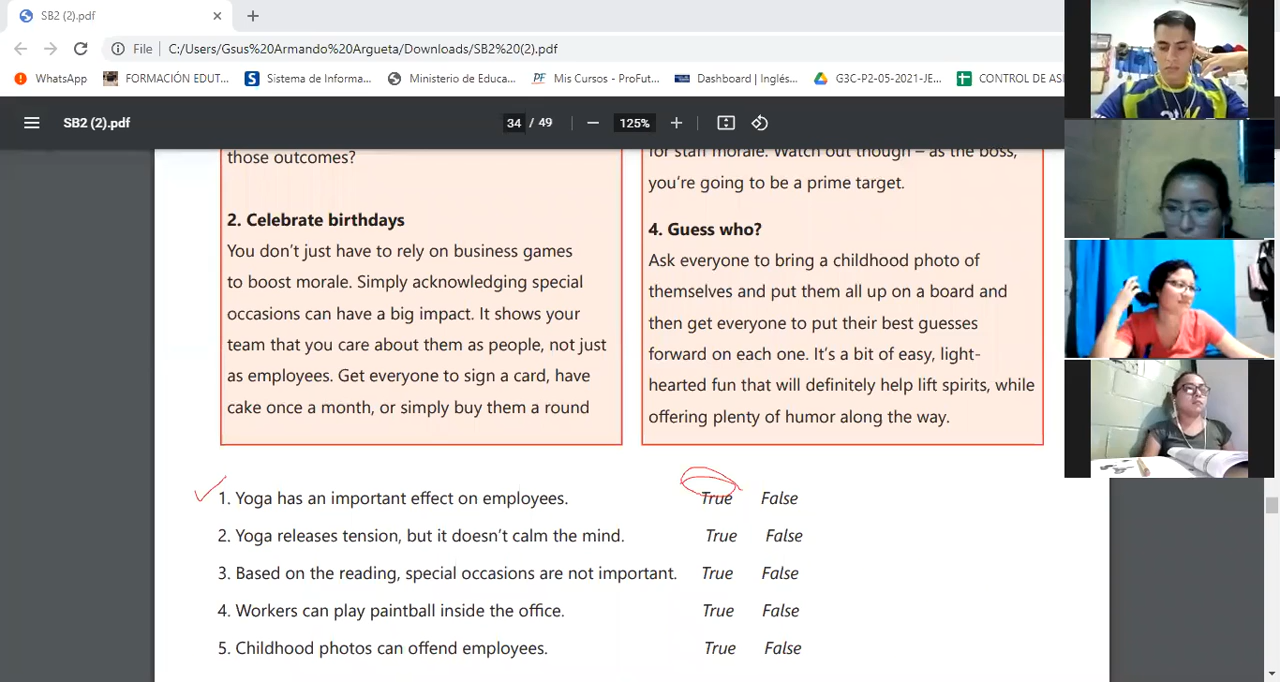 SB2 (2).pdf
File C:/Users/Gsus%20Armando%20Argueta/Downloads/SB2%20(2).pdf
WhatsApp FORMACIÓN EDUT... Sistema de Informa... Ministerio de Educa... Mis Cursos - ProFut... Dashboard | Inglés... G3C-P2-05-2021-JE... CONTROL DE ASI
SB2 (2).pdf 34 / 49 125%
those outcomes?
2. Celebrate birthdays
You don't just have to rely on business games
to boost morale. Simply acknowledging special
occasions can have a big impact. It shows your
team that you care about them as people, not just
as employees. Get everyone to sign a card, have
cake once a month, or simply buy them a round
for staff morale. Watch out though – as the boss,
you're going to be a prime target.
4. Guess who?
Ask everyone to bring a childhood photo of
themselves and put them all up on a board and
then get everyone to put their best guesses
forward on each one. It's a bit of easy, light-
hearted fun that will definitely help lift spirits, while
offering plenty of humor along the way.
1. Yoga has an important effect on employees. True False
2. Yoga releases tension, but it doesn't calm the mind. True False
3. Based on the reading, special occasions are not important. True False
4. Workers can play paintball inside the office. True False
5. Childhood photos can offend employees. True False